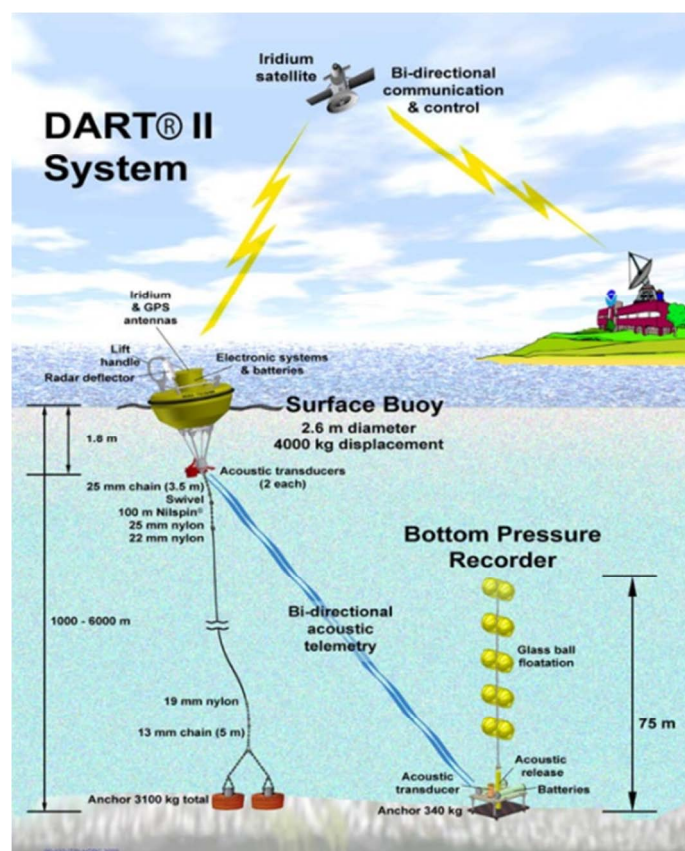 Iridium
satellite
Bi-directional
communication
& control
DART® II
System
Iridium
& GPS
antennas
Lift
handle
Radar deflector
Electronic systems
& batteries
Surface Buoy
2.6 m diameter
4000 kg displacement
1.8 m
Acoustic transducers
(2 each)
25 mm chain (3.5 m)
Swivel
100 m Nilspin®
25 mm nylon
22 mm nylon
Bottom Pressure
Recorder
1000 - 6000 m
Bi-directional
acoustic
telemetry
Glass ball
floatation
75 m
19 mm nylon
13 mm chain (5 m)
Acoustic
release
Acoustic
transducer
Batteries
Anchor 3100 kg total
Anchor 340 kg